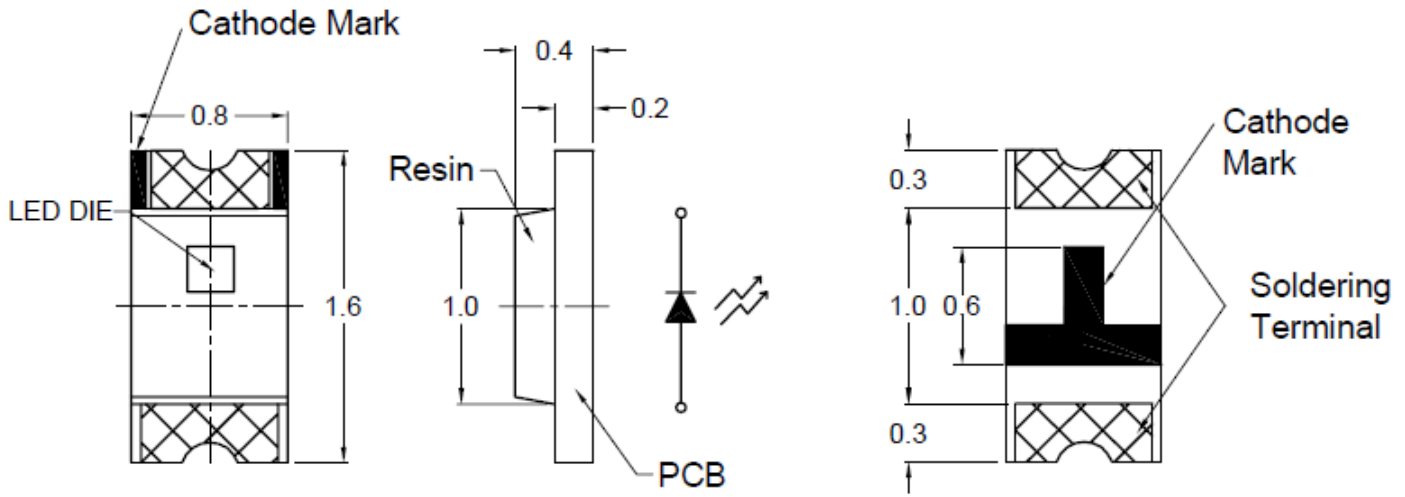 Cathode Mark
0.8
LED DIE
1.6
0.4
0.2
Resin
1.0
PCB
Cathode
Mark
0.3
1.0
0.6
0.3
Soldering
Terminal